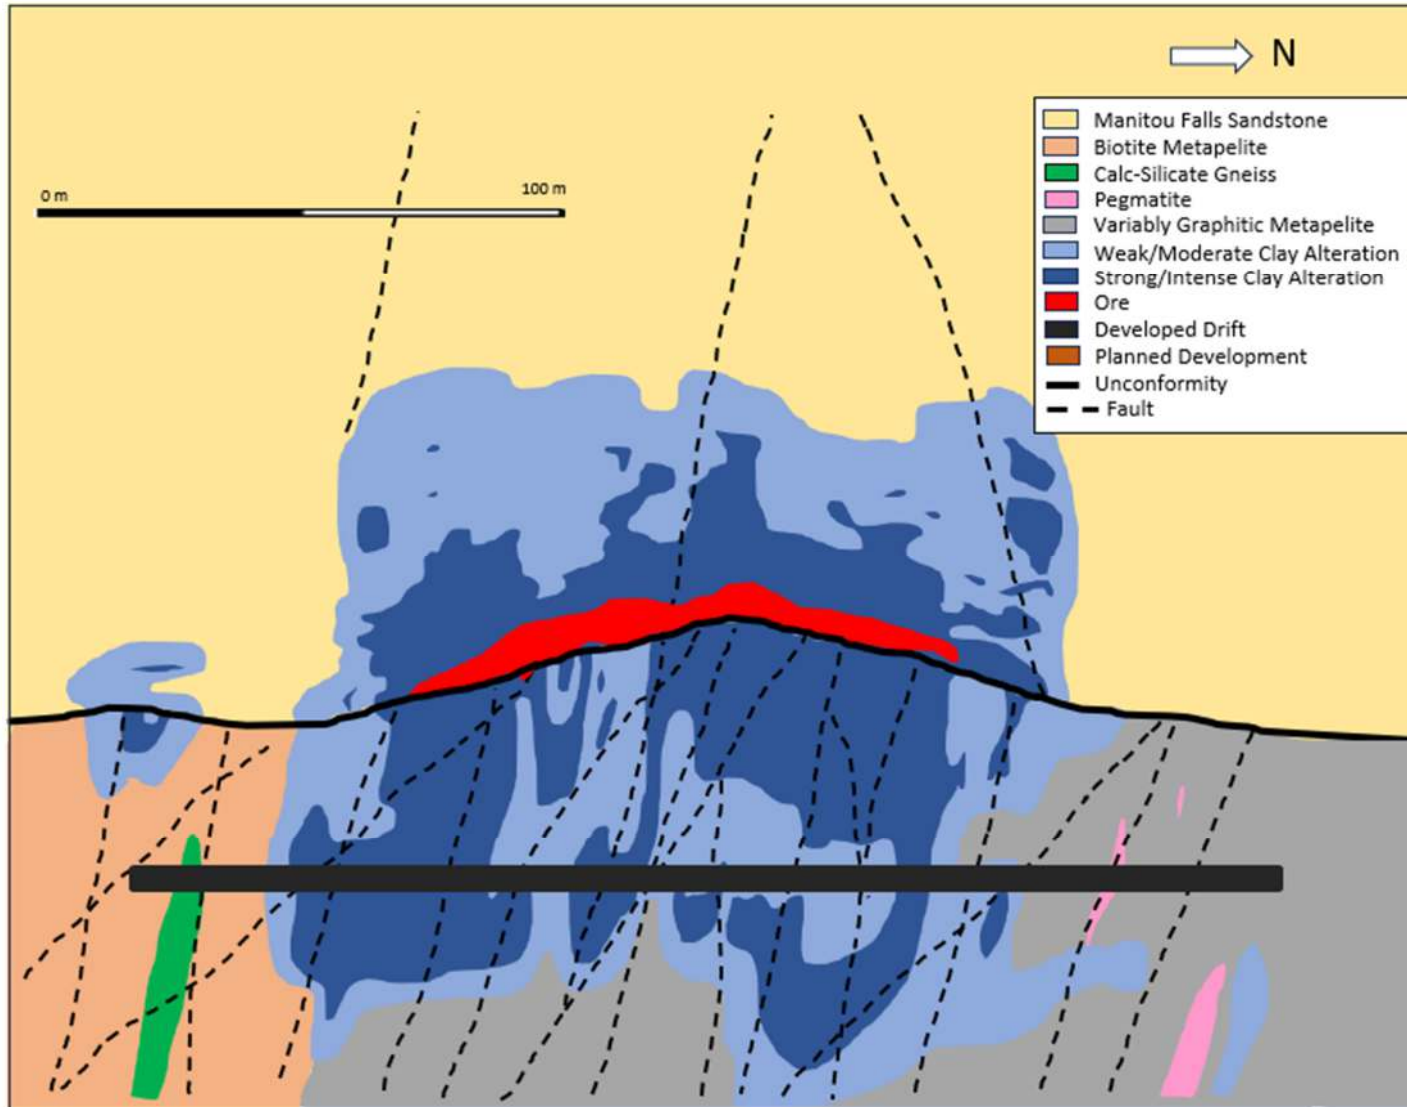 N
Manitou Falls Sandstone
Biotite Metapelite
Calc-Silicate Gneiss
Pegmatite
Variably Graphitic Metapelite
Weak/Moderate Clay Alteration
Strong/Intense Clay Alteration
Ore
Developed Drift
Planned Development
Unconformity
Fault
0 m
100 m